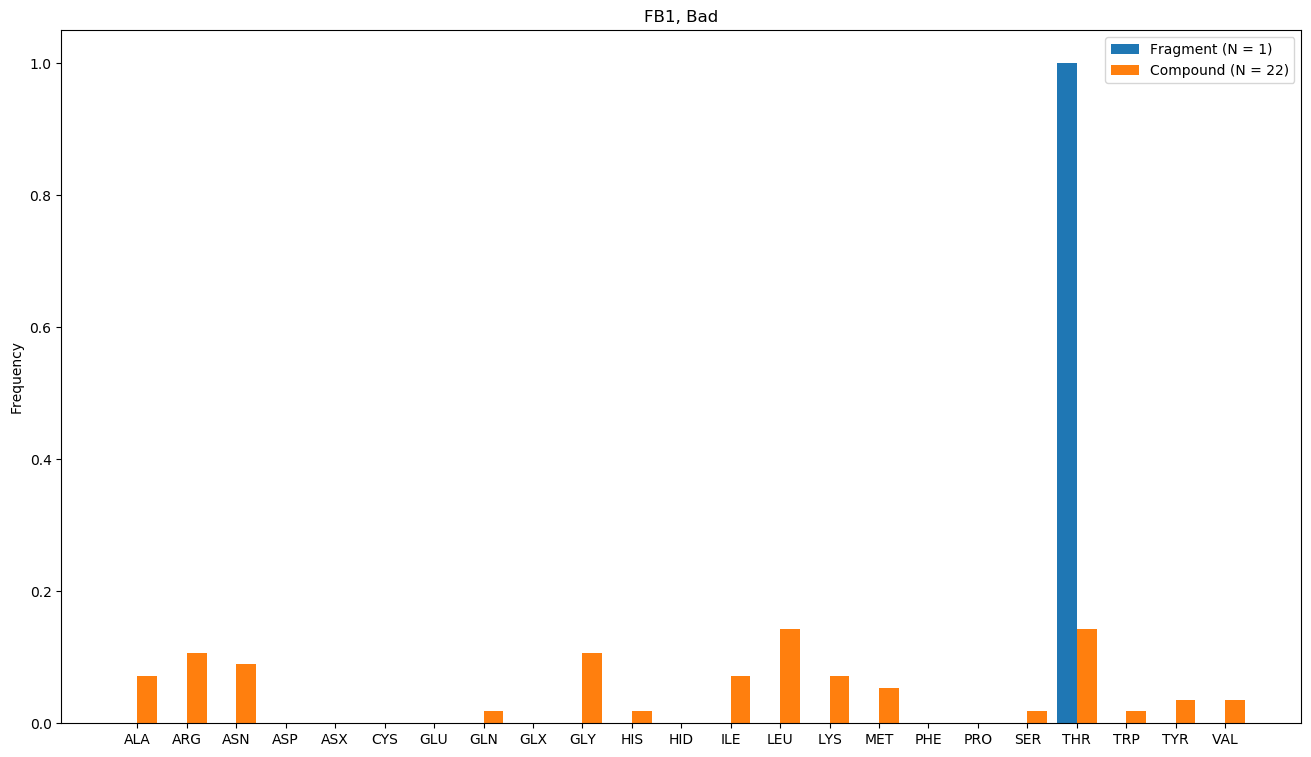 FB1, Bad
Fragment (N = 1)
Compound (N = 22)
Frequency
1.0
0.8
0.6
0.4
0.2
0.0
ALA ARG ASN ASP ASX CYS GLU GLN GLX GLY HIS HID ILE LEU LYS MET PHE PRO SER THR TRP TYR VAL